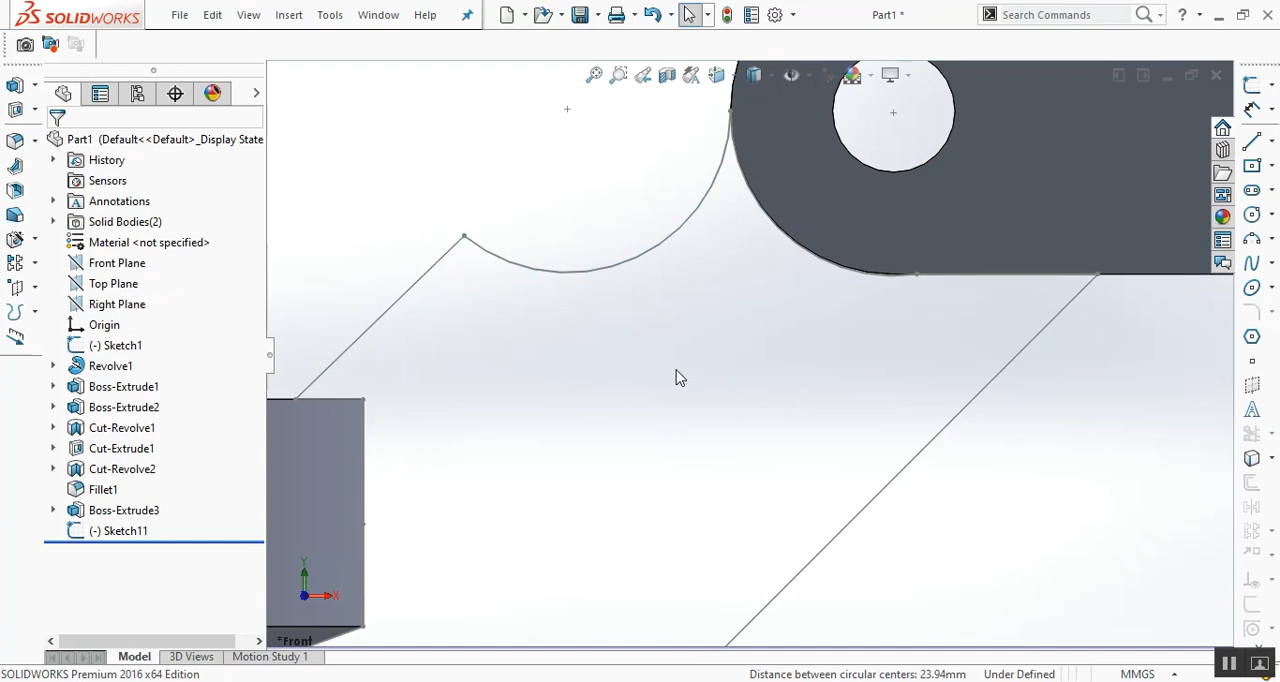 SOLIDWORKS File Edit View Insert Tools Window Help Part1 * Search Commands ?
Part1 (Default<<Default>_Display State
History
Sensors
Annotations
Solid Bodies(2)
Material <not specified>
Front Plane
Top Plane
Right Plane
Origin
(-) Sketch1
Revolve1
Boss-Extrude1
Boss-Extrude2
Cut-Revolve1
Cut-Extrude1
Cut-Revolve2
Fillet1
Boss-Extrude3
(-) Sketch11
Y
X
*Front
Model 3D Views Motion Study 1
SOLIDWORKS Premium 2016 x64 Edition Distance between circular centers: 23.94mm Under Defined MMGS